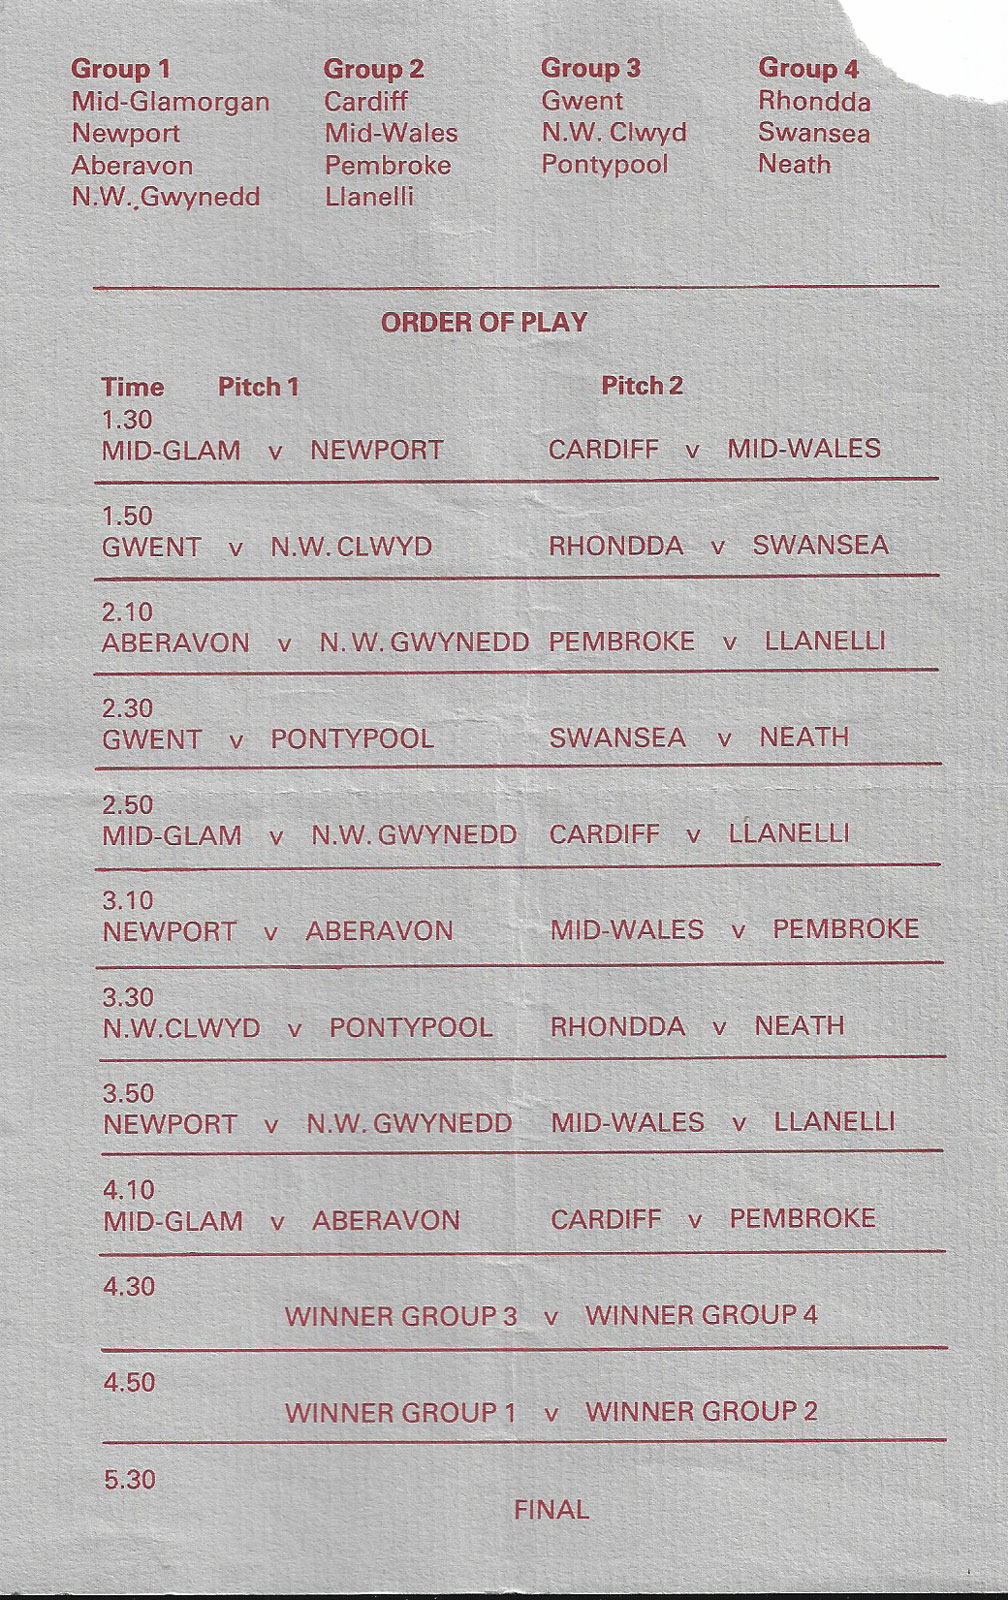 Group 1 Group 2 Group 3 Group 4
Mid-Glamorgan Cardiff Gwent Rhondda
Newport Mid-Wales N.W. Clwyd Swansea
Aberavon Pembroke Pontypool Neath
N.W. Gwynedd Llanelli
ORDER OF PLAY
Time Pitch 1 Pitch 2
1.30
MID-GLAM v NEWPORT CARDIFF v MID-WALES
1.50
GWENT v N.W. CLWYD RHONDDA v SWANSEA
2.10
ABERAVON v N.W. GWYNEDD PEMBROKE v LLANELLI
2.30
GWENT v PONTYPOOL SWANSEA v NEATH
2.50
MID-GLAM v N.W. GWYNEDD CARDIFF v LLANELLI
3.10
NEWPORT v ABERAVON MID-WALES v PEMBROKE
3.30
N.W.CLWYD v PONTYPOOL RHONDDA v NEATH
3.50
NEWPORT v N.W. GWYNEDD MID-WALES v LLANELLI
4.10
MID-GLAM v ABERAVON CARDIFF v PEMBROKE
4.30
WINNER GROUP 3 v WINNER GROUP 4
4.50
WINNER GROUP 1 v WINNER GROUP 2
5.30
FINAL